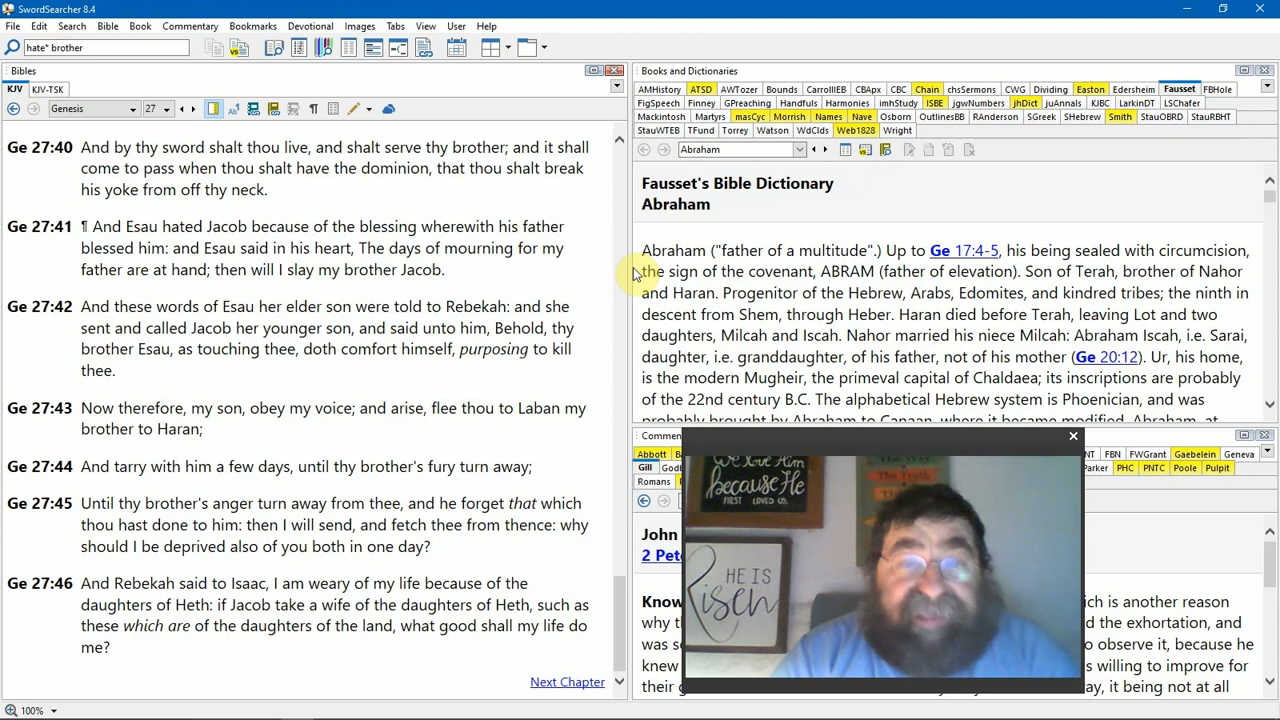 SwordSearcher 8.4
File Edit Search Bible Book Commentary Bookmarks Devotional Images Tabs View User Help
hate* brother
Bibles
KJV KJV-TSK
Genesis 27
Ge 27:40 And by thy sword shalt thou live, and shalt serve thy brother; and it shall
come to pass when thou shalt have the dominion, that thou shalt break
his yoke from off thy neck.
Ge 27:41 ¶ And Esau hated Jacob because of the blessing wherewith his father
blessed him: and Esau said in his heart, The days of mourning for my
father are at hand; then will I slay my brother Jacob.
Ge 27:42 And these words of Esau her elder son were told to Rebekah: and she
sent and called Jacob her younger son, and said unto him, Behold, thy
brother Esau, as touching thee, doth comfort himself, purposing to kill
thee.
Ge 27:43 Now therefore, my son, obey my voice; and arise, flee thou to Laban my
brother to Haran;
Ge 27:44 And tarry with him a few days, until thy brother's fury turn away;
Ge 27:45 Until thy brother's anger turn away from thee, and he forget that which
thou hast done to him: then I will send, and fetch thee from thence: why
should I be deprived also of you both in one day?
Ge 27:46 And Rebekah said to Isaac, I am weary of my life because of the
daughters of Heth: if Jacob take a wife of the daughters of Heth, such as
these which are of the daughters of the land, what good shall my life do
me?
Next Chapter
100%
Books and Dictionaries
AMHistory ATSD AWTozer Bounds CarrollIEB CBApx CBC Chain chsSermons CWG Dividing Easton Edersheim Fausset FBHole
FigSpeech Finney GPreaching Handfuls Harmonies imhStudy ISBE jgwNumbers jhDict juAnnals KJBC LarkinDT LSChafer
Mackintosh Martyrs masCyc Morrish Names Nave Osborn OutlinesBB RAnderson SGreek SHebrew Smith StauOBRD StauRBHT
StauWTEB TFund Torrey Watson WdClds Web1828 Wright
Abraham
Fausset's Bible Dictionary
Abraham
Abraham ("father of a multitude".) Up to Ge 17:4-5, his being sealed with circumcision,
the sign of the covenant, ABRAM (father of elevation). Son of Terah, brother of Nahor
and Haran. Progenitor of the Hebrew, Arabs, Edomites, and kindred tribes; the ninth in
descent from Shem, through Heber. Haran died before Terah, leaving Lot and two
daughters, Milcah and Iscah. Nahor married his niece Milcah: Abraham Iscah, i.e. Sarai,
daughter, i.e. granddaughter, of his father, not of his mother (Ge 20:12). Ur, his home,
is the modern Mugheir, the primeval capital of Chaldaea; its inscriptions are probably
of the 22nd century B.C. The alphabetical Hebrew system is Phoenician, and was
probably brought by Abraham to Canaan, where it became modified. Abraham, at
Commen
Abbott NT FBN FWGrant Gaebelein Geneva
Gill Parker PHC PNTC Poole Pulpit
Romans
John
2 Pet
Know ich is another reason
why th d the exhortation, and
was s o observe it, because he
knew s willing to improve for
their ay, it being not at all
We love Him
because He
FIRST LOVED US.
The Way
The Truth
HE IS
Risen